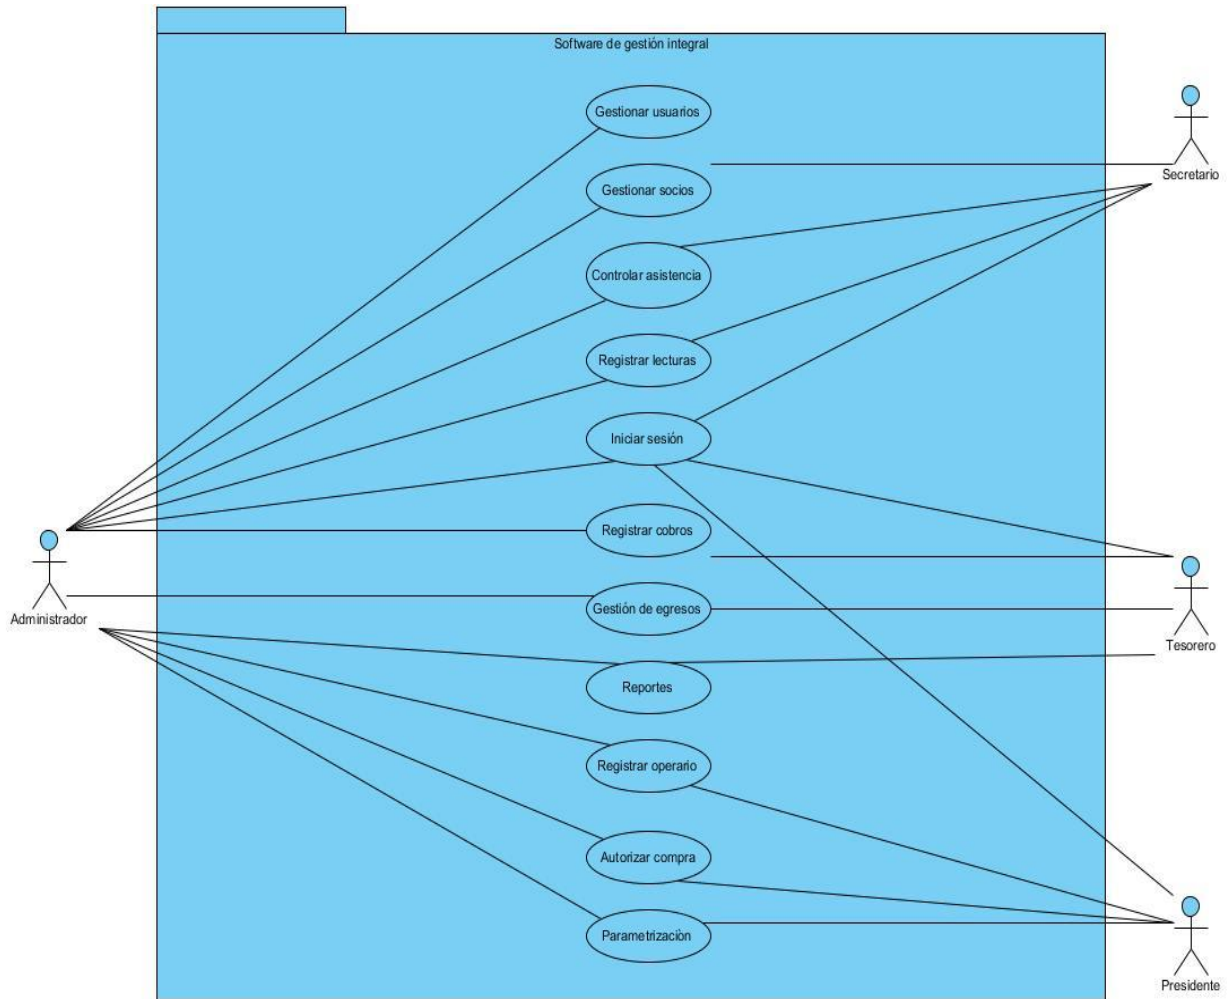 Software de gestión integral
Gestionar usuarios
Secretario
Gestionar socios
Controlar asistencia
Registrar lecturas
Iniciar sesión
Registrar cobros
Administrador
Gestión de egresos
Tesorero
Reportes
Registrar operario
Autorizar compra
Parametrizaciòn
Presidente